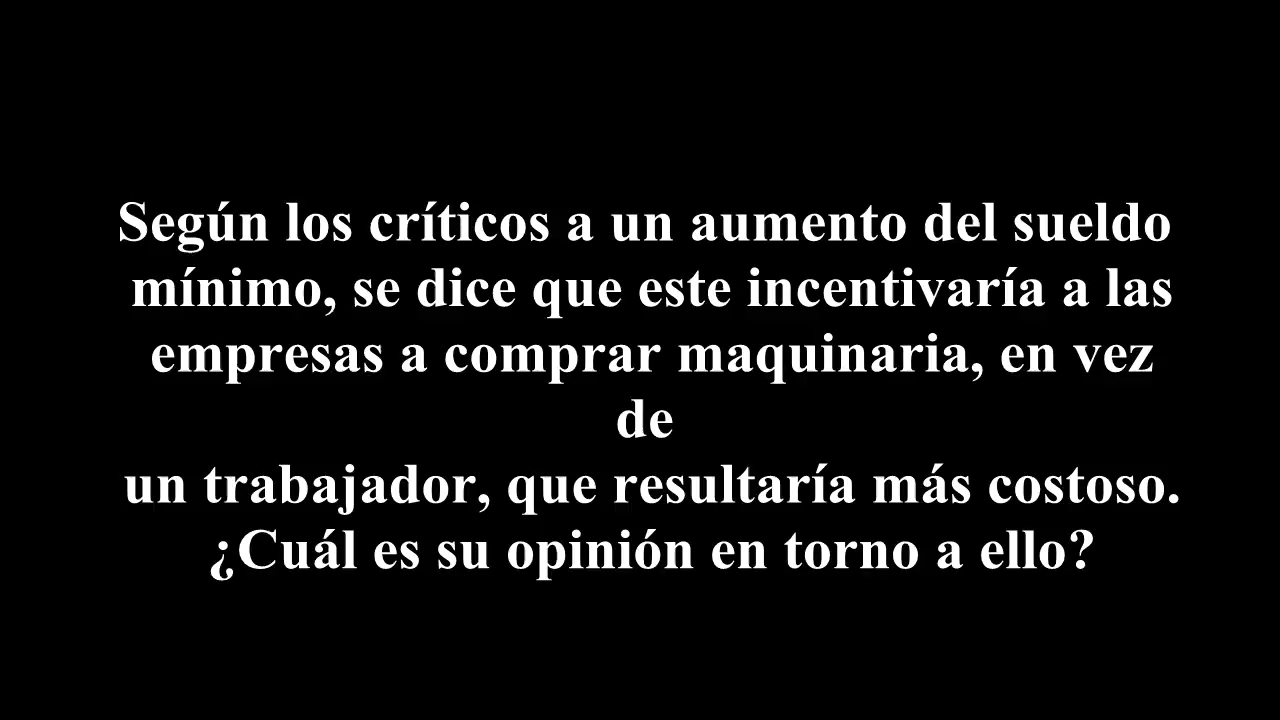 Según los críticos a un aumento del sueldo
mínimo, se dice que este incentivaría a las
empresas a comprar maquinaria, en vez
de
un trabajador, que resultaría más costoso.
¿Cuál es su opinión en torno a ello?